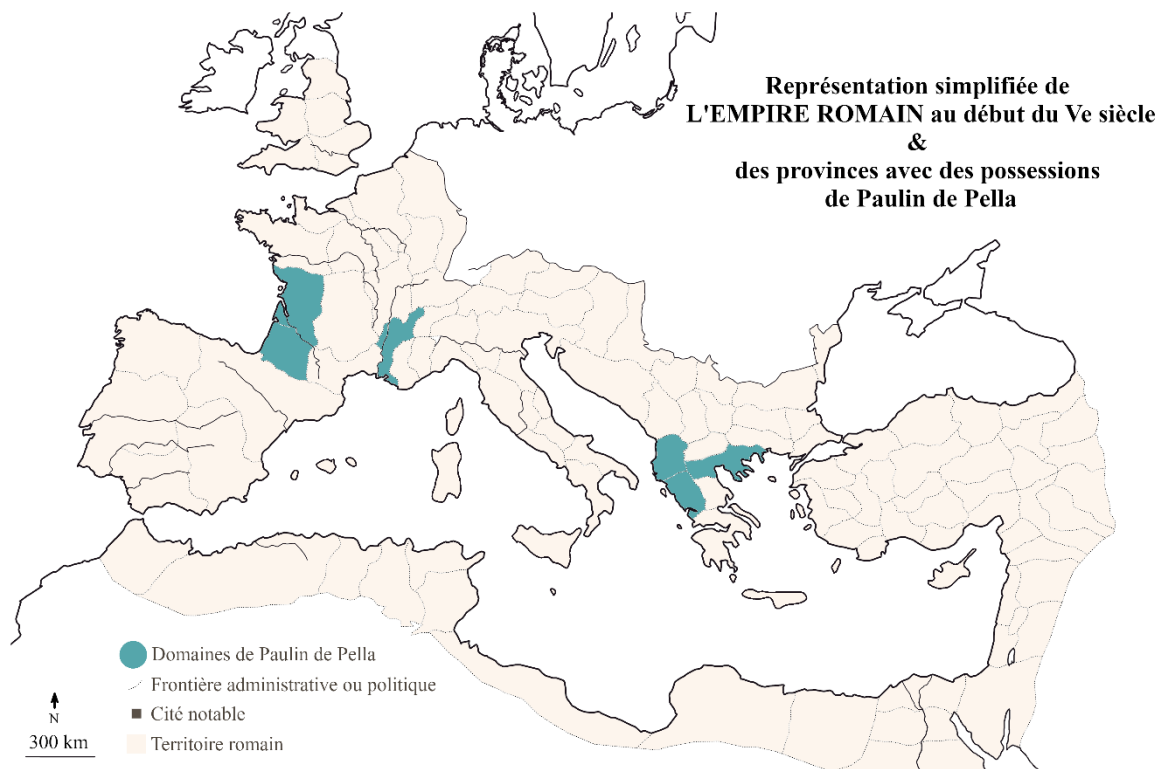 Représentation simplifiée de
L'EMPIRE ROMAIN au début du Ve siècle
&
des provinces avec des possessions
de Paulin de Pella
Domaines de Paulin de Pella
Frontière administrative ou politique
Cité notable
Territoire romain
N
300 km